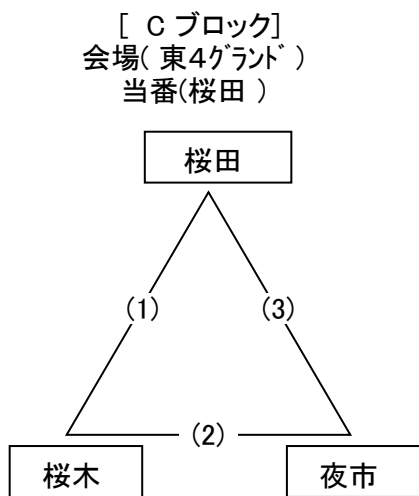 [ C ブロック]
会場( 東4グランド )
当番(桜田 )
桜田
(1)
(3)
(2)
桜木
夜市